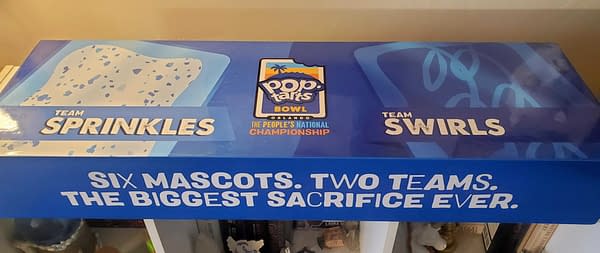 TEAM
SPRINKLES
POP·
tarts
BOWL
ORLANDO
THE PEOPLE'S NATIONAL
CHAMPIONSHIP
TEAM
SWIRLS
SIX MASCOTS. TWO TEAMS.
THE BIGGEST SACRIFICE EVER.